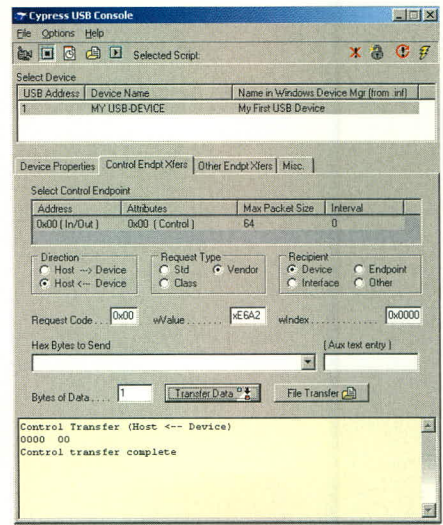 Cypress USB Console
File Options Help
Selected Script:
Select Device
USB Address Device Name Name in Windows Device Mgr (from .inf)
1 MY USB-DEVICE My First USB Device
Device Properties Control Endpt Xfers Other Endpt Xfers Misc.
Select Control Endpoint
Address Attributes Max Packet Size Interval
0x00 ( In/Out ) 0x00 ( Control ) 64 0
Direction Request Type Recipient
Host --> Device Std Vendor Device Endpoint
Host <-- Device Class Interface Other
Request Code . . . 0x00 wValue . . . . . . . xE6A2 wIndex . . . . . . . . . . . . . 0x0000
Hex Bytes to Send ( Aux text entry )
Bytes of Data . . . . 1 Transfer Data File Transfer
Control Transfer (Host <-- Device)
0000 00
Control transfer complete